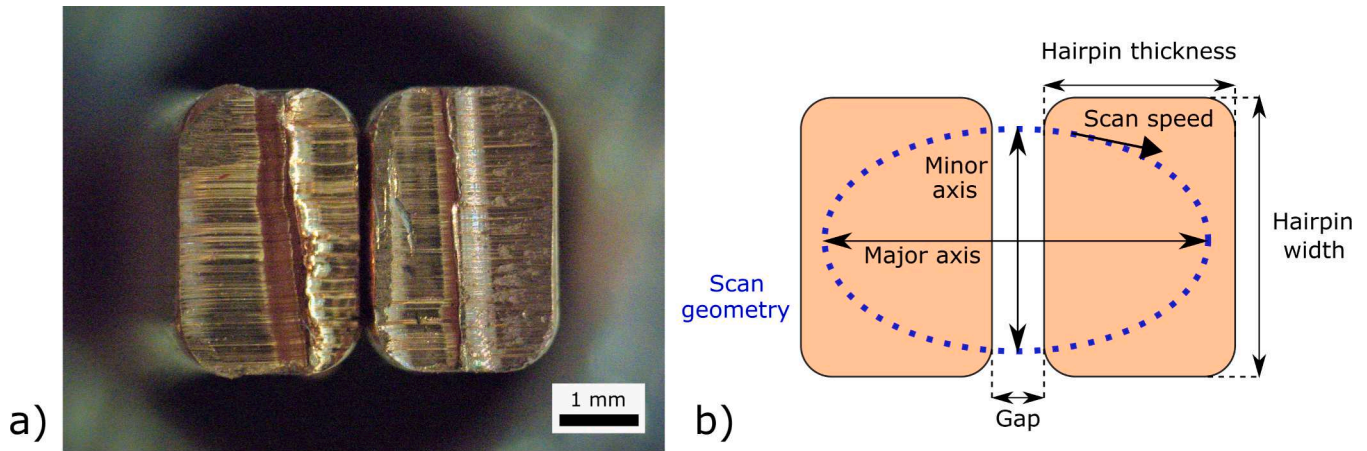 a)
1 mm
b)
Hairpin thickness
Scan speed
Minor
axis
Major axis
Hairpin
width
Scan
geometry
Gap